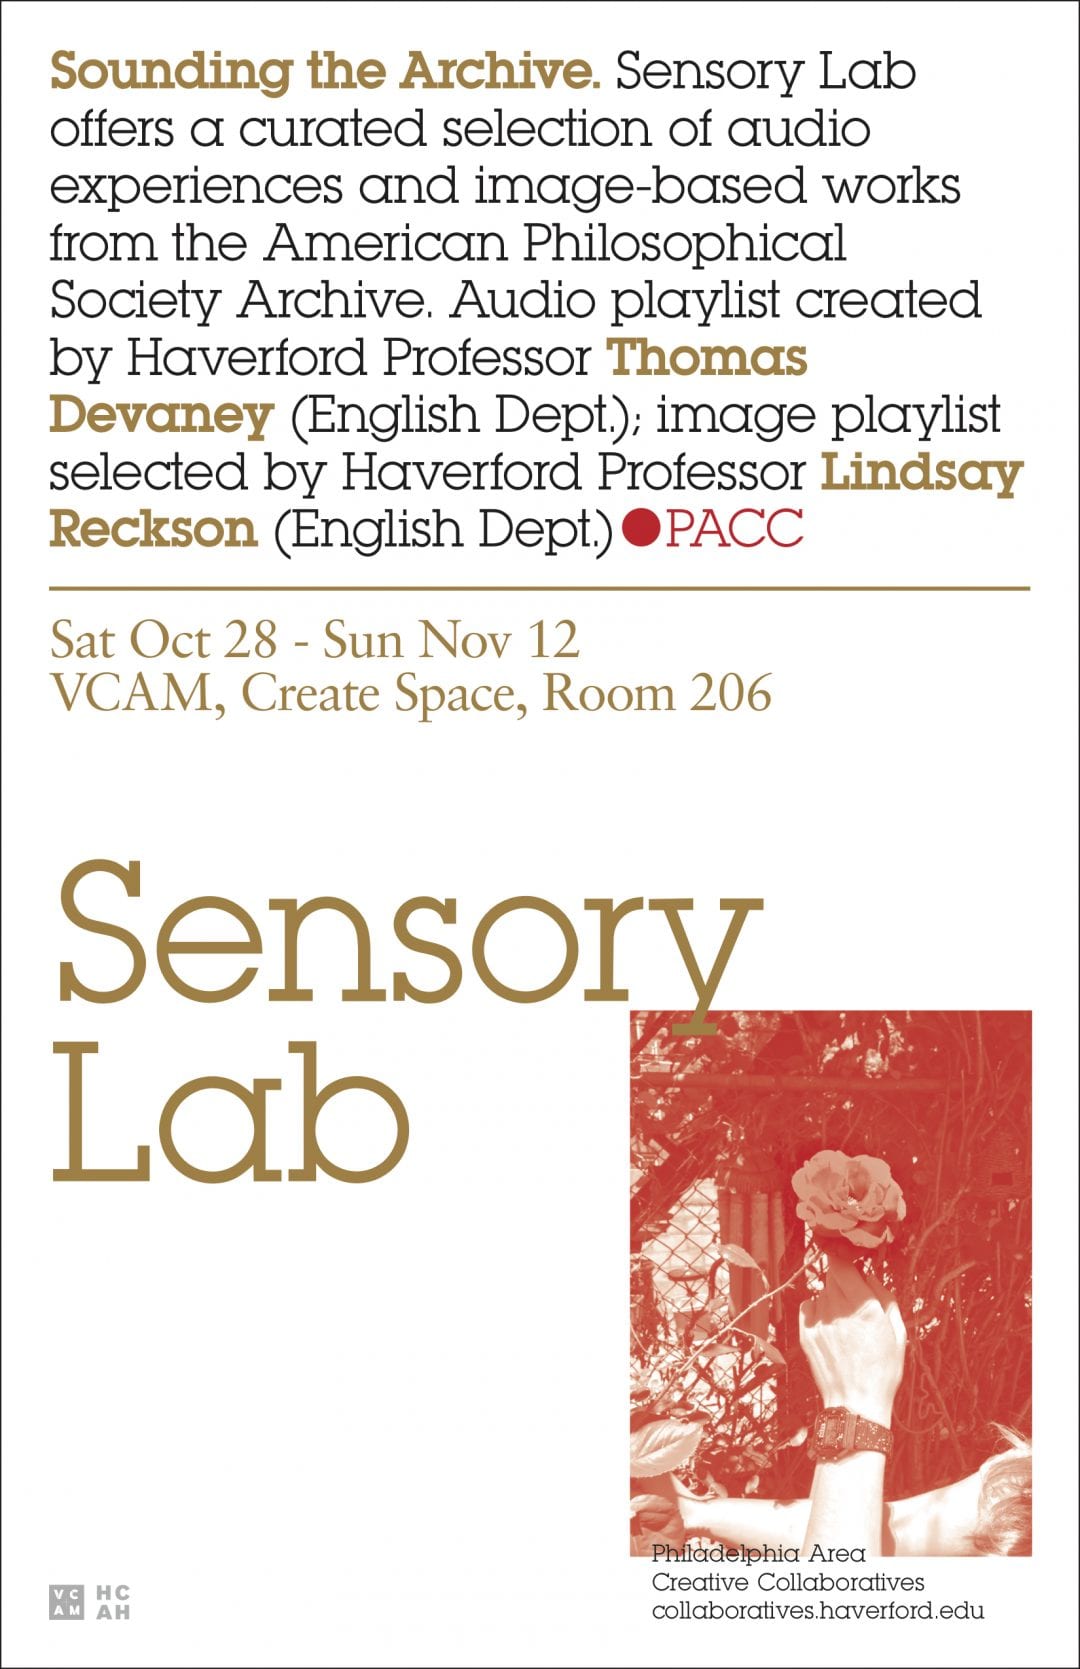 Sounding the Archive. Sensory Lab
offers a curated selection of audio
experiences and image-based works
from the American Philosophical
Society Archive. Audio playlist created
by Haverford Professor Thomas
Devaney (English Dept.); image playlist
selected by Haverford Professor Lindsay
Reckson (English Dept.) ●PACC
Sat Oct 28 - Sun Nov 12
VCAM, Create Space, Room 206
Sensory
Lab
Philadelphia Area
Creative Collaboratives
collaboratives.haverford.edu
VC
AM
HC
AH